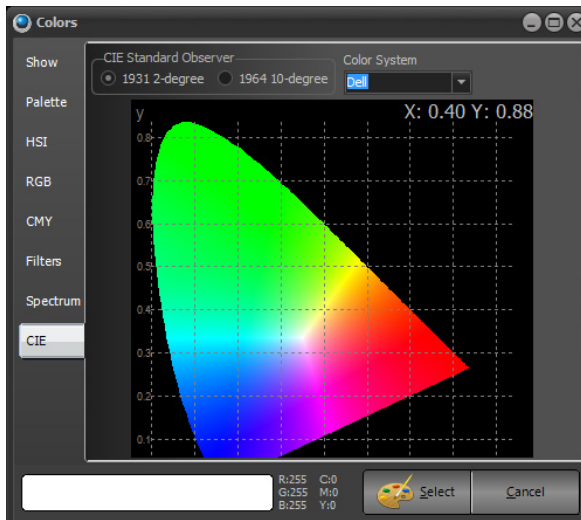 Colors
Show
Palette
HSI
RGB
CMY
Filters
Spectrum
CIE
CIE Standard Observer
1931 2-degree
1964 10-degree
Color System
Dell
X: 0.40 Y: 0.88
y
0.8
0.7
0.6
0.5
0.4
0.3
0.2
0.1
R:255 C:0
G:255 M:0
B:255 Y:0
Select
Cancel